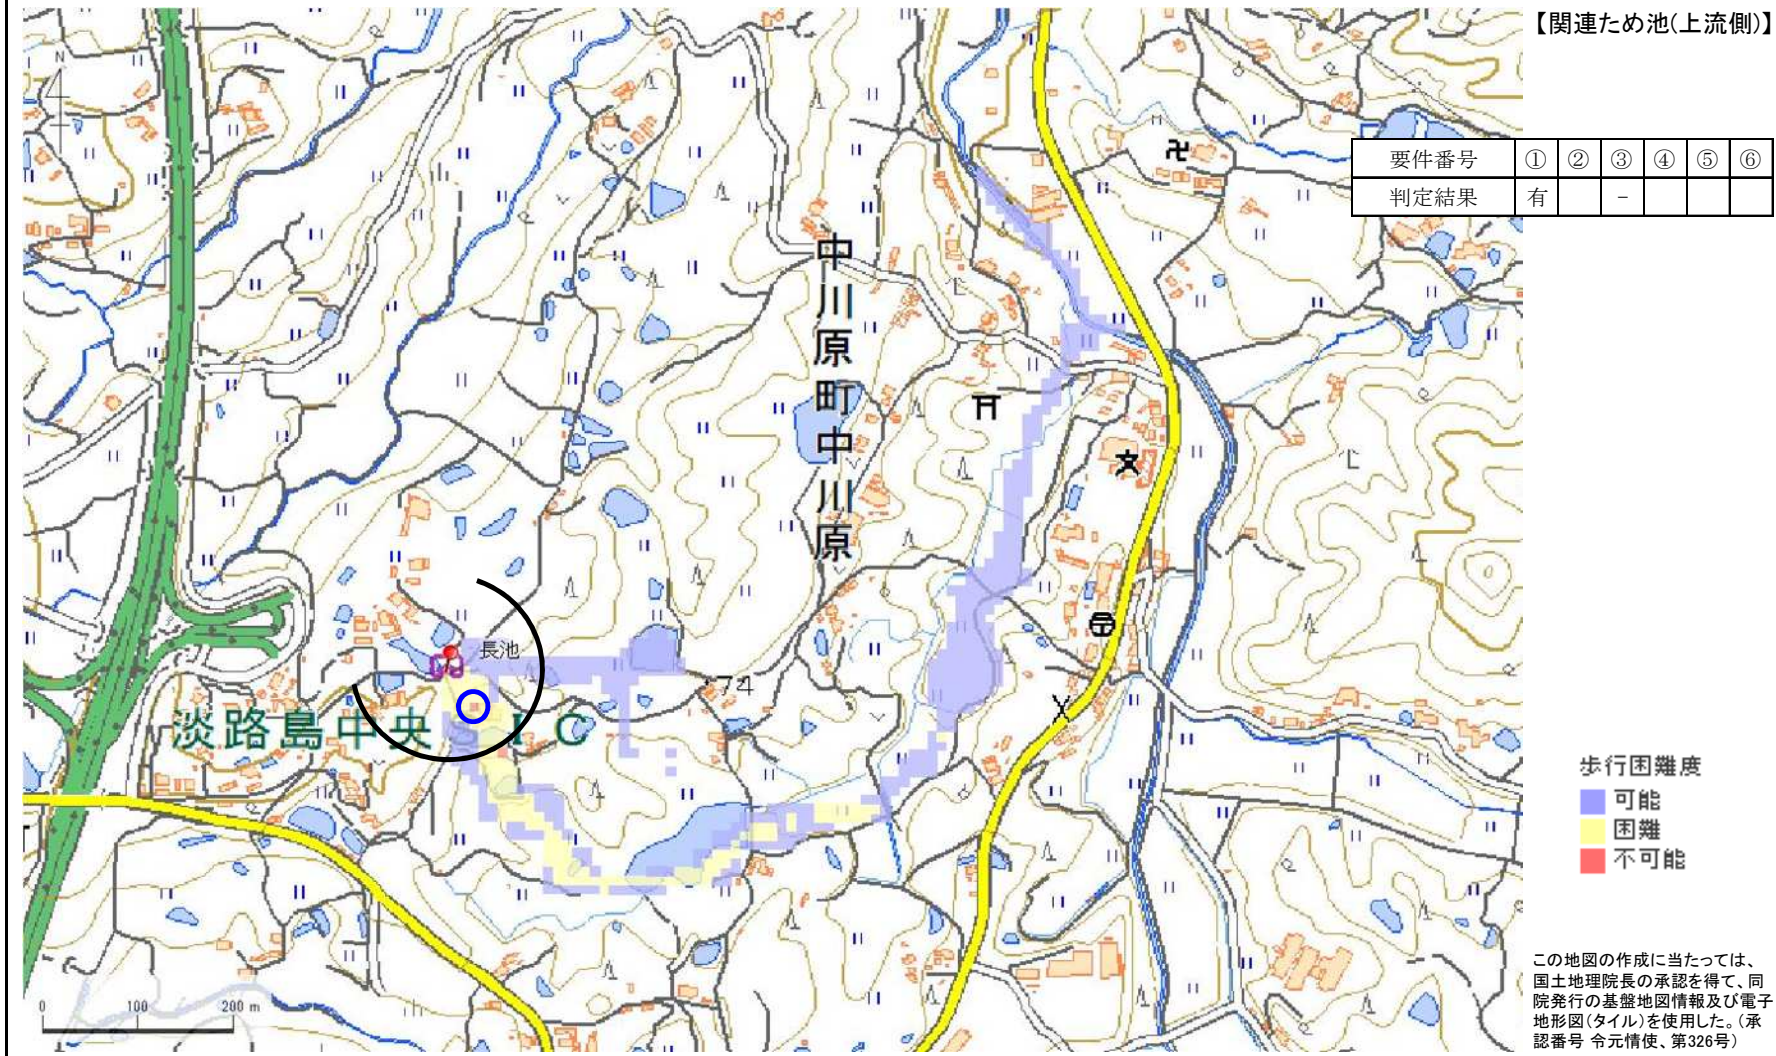 【関連ため池(上流側)】
要件番号 ① ② ③ ④ ⑤ ⑥
判定結果 有 -
N
中川原町中川原
長池
74
淡路島中央SIC
歩行困難度
可能
困難
不可能
0 100 200 m
この地図の作成に当たっては、
国土地理院長の承認を得て、同
院発行の基盤地図情報及び電子
地形図(タイル)を使用した。(承
認番号 令元情使、第326号)